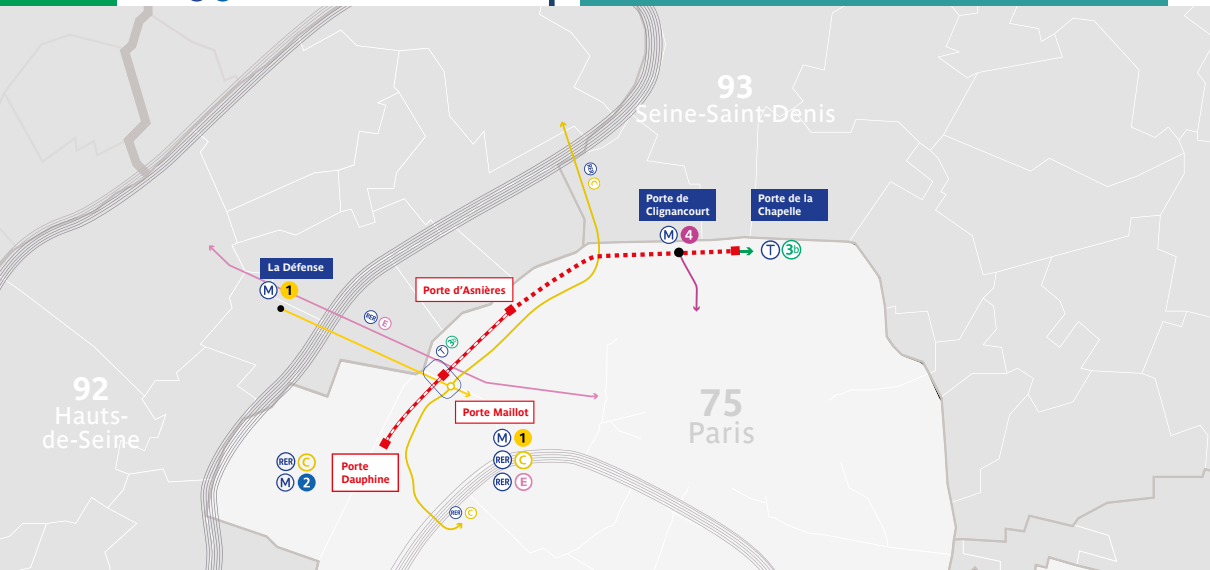 93
Seine-Saint-Denis
RER
C
Porte de
Clignancourt
M 4
Porte de la
Chapelle
T 3b
La Défense
M 1
Porte d'Asnières
RER E
T 3b
92
Hauts-
de-Seine
75
Paris
Porte Maillot
M 1
RER C
RER E
RER C
M 2
Porte
Dauphine
RER C